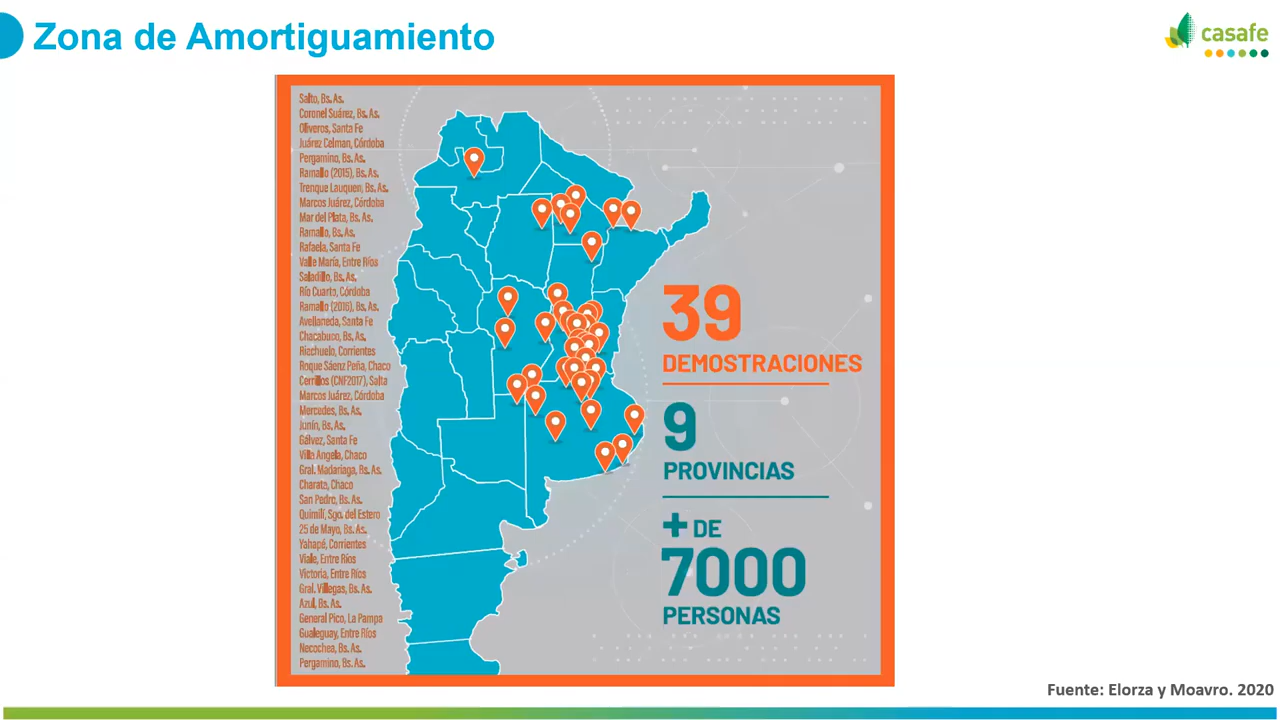 Zona de Amortiguamiento
casafe
Salto, Bs. As.
Coronel Suárez, Bs. As.
Oliveros, Santa Fe
Juárez Celman, Córdoba
Pergamino, Bs. As.
Ramallo (2015), Bs. As.
Trenque Lauquen, Bs. As.
Marcos Juárez, Córdoba
Mar del Plata, Bs. As.
Ramallo, Bs. As.
Rafaela, Santa Fe
Valle María, Entre Ríos
Saladillo, Bs. As.
Río Cuarto, Córdoba
Ramallo (2016), Bs. As.
Avellaneda, Santa Fe
Chacabuco, Bs. As.
Riachuelo, Corrientes
Roque Sáenz Peña, Chaco
Cerrillos (CNF2017), Salta
Marcos Juárez, Córdoba
Mercedes, Bs. As.
Junín, Bs. As.
Gálvez, Santa Fe
Villa Angela, Chaco
Gral. Madariaga, Bs. As.
Charata, Chaco
San Pedro, Bs. As.
Quimilí, Sgo. del Estero
25 de Mayo, Bs. As.
Yahapé, Corrientes
Viale, Entre Ríos
Victoria, Entre Ríos
Gral. Villegas, Bs. As.
Azul, Bs. As.
General Pico, La Pampa
Gualeguay, Entre Ríos
Necochea, Bs. As.
Pergamino, Bs. As.
39
DEMOSTRACIONES
9
PROVINCIAS
+ DE
7000
PERSONAS
Fuente: Elorza y Moavro. 2020